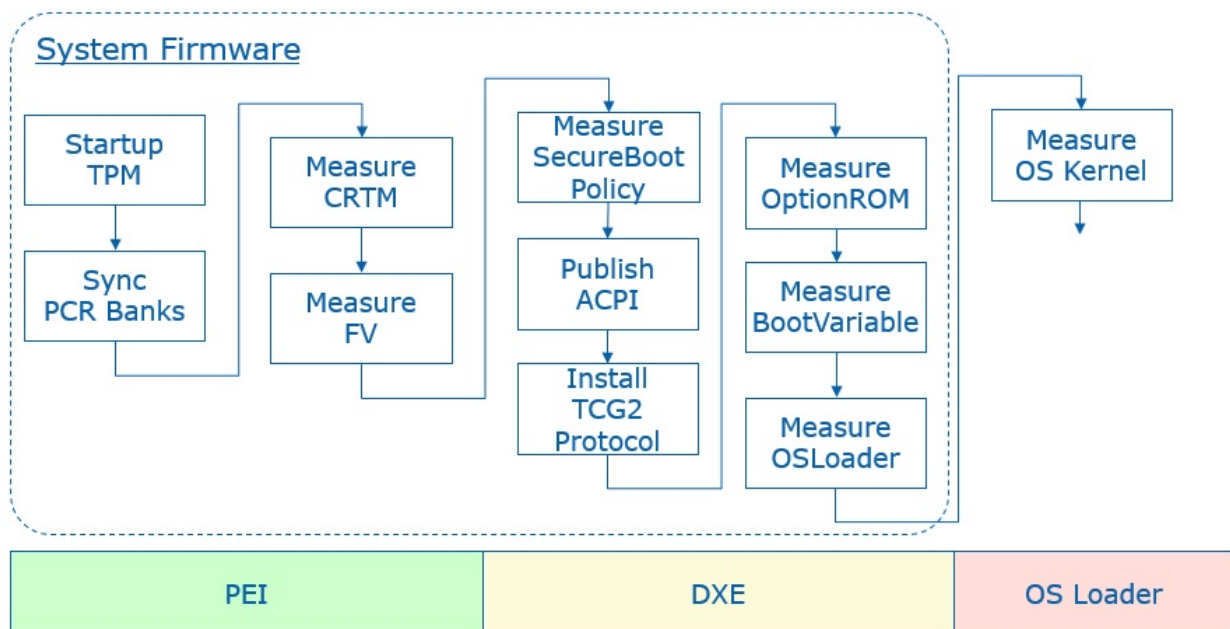 System Firmware
Startup
TPM
Sync
PCR Banks
Measure
CRTM
Measure
FV
Measure
SecureBoot
Policy
Publish
ACPI
Install
TCG2
Protocol
Measure
OptionROM
Measure
BootVariable
Measure
OSLoader
Measure
OS Kernel
PEI
DXE
OS Loader